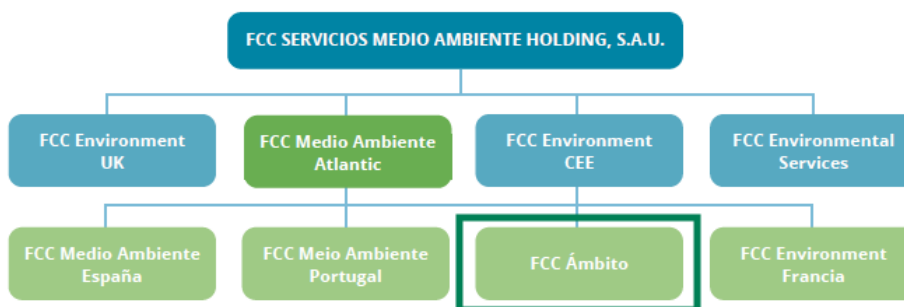 FCC SERVICIOS MEDIO AMBIENTE HOLDING, S.A.U.
FCC Environment
UK
FCC Medio Ambiente
Atlantic
FCC Environment
CEE
FCC Environmental
Services
FCC Medio Ambiente
España
FCC Meio Ambiente
Portugal
FCC Ámbito
FCC Environment
Francia